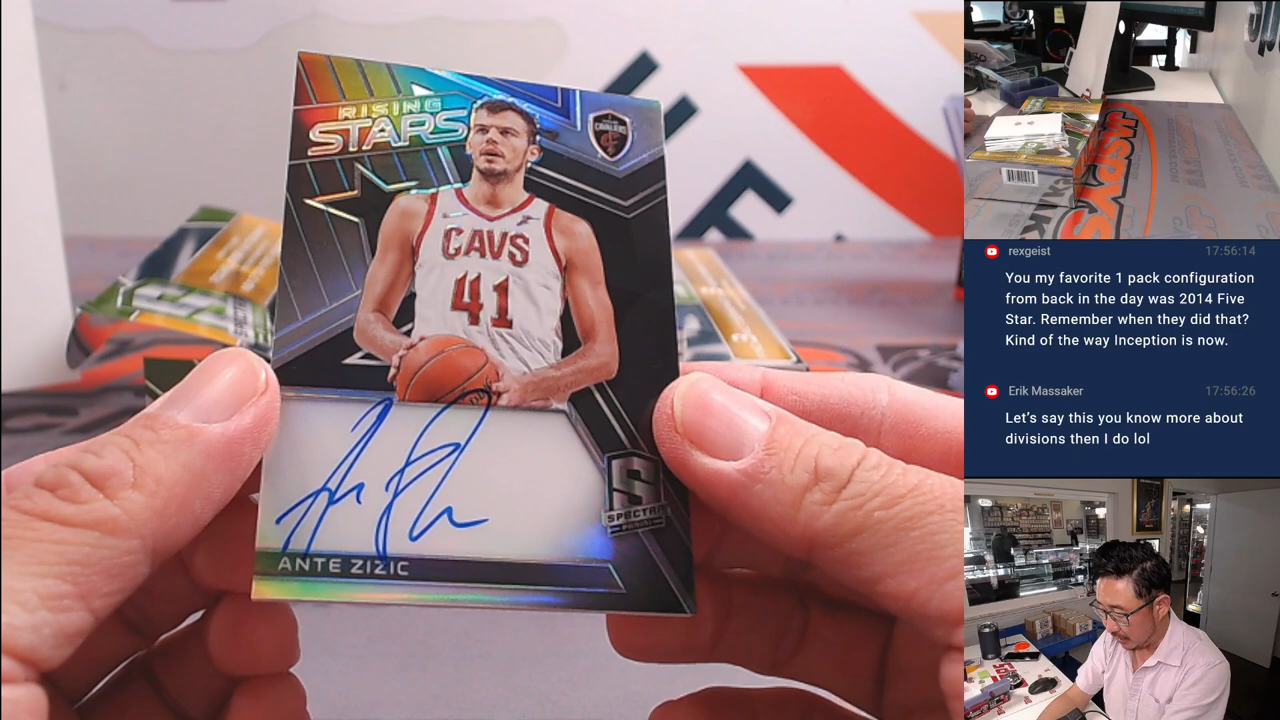 RISING
STARS
CAVALIERS
CAVS
41
SPECTRA
PANINI
ANTE ZIZIC
JASPYS
rexgeist 17:56:14
You my favorite 1 pack configuration
from back in the day was 2014 Five
Star. Remember when they did that?
Kind of the way Inception is now.
Erik Massaker 17:56:26
Let's say this you know more about
divisions then I do lol